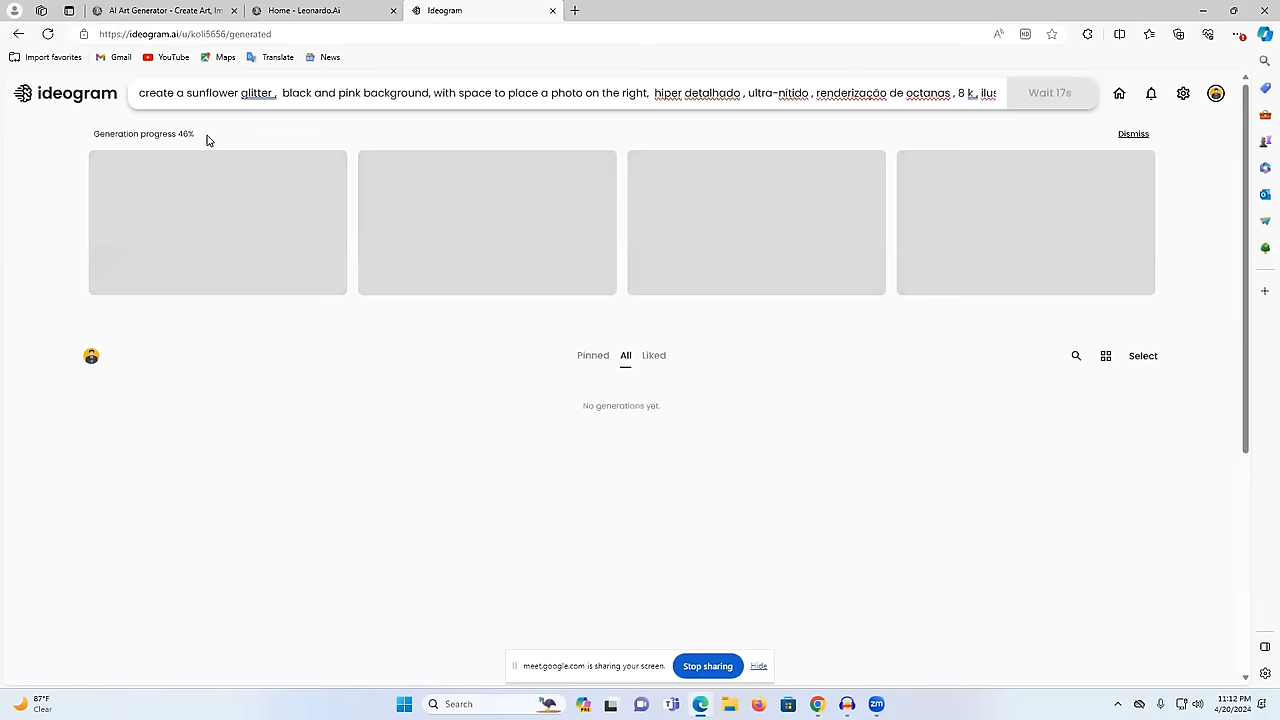 AI Art Generator - Create Art, Im
Home - Leonardo.Ai
Ideogram
https://ideogram.ai/u/koli5656/generated
Import favorites
Gmail
YouTube
Maps
Translate
News
ideogram
create a sunflower glitter , black and pink background, with space to place a photo on the right, hiper detalhado , ultra-nítido , renderização de octanas , 8 k , ilus
Wait 17s
Generation progress 46%
Dismiss
Pinned
All
Liked
Select
No generations yet.
meet.google.com is sharing your screen.
Stop sharing
Hide
87°F
Clear
Search
11:12 PM
4/20/2024